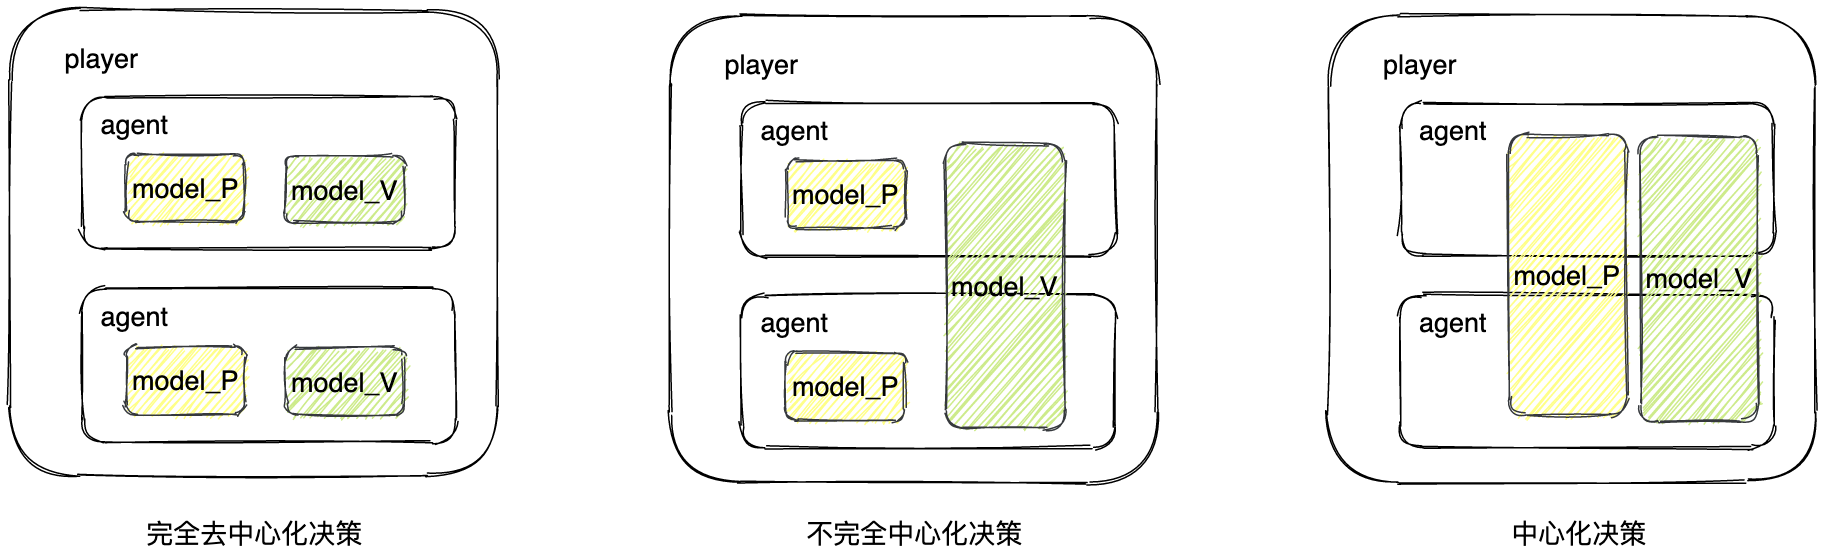 player
agent
model_P
model_V
agent
model_P
model_V
完全去中心化决策
player
agent
model_P
model_V
agent
model_P
不完全中心化决策
player
agent
model_P
model_V
agent
中心化决策